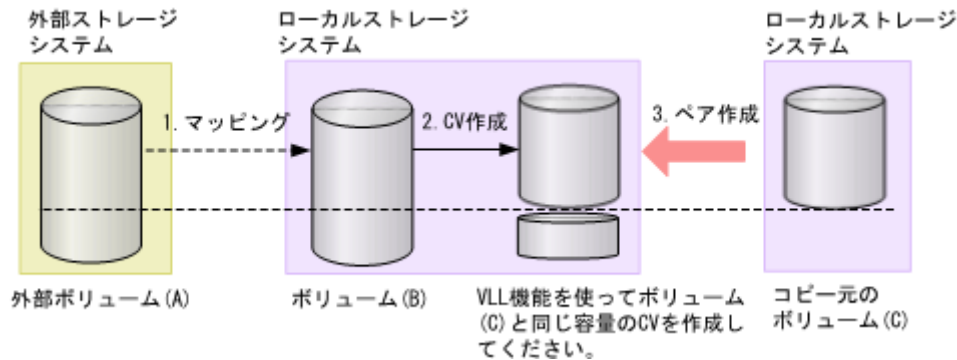 外部ストレージ
システム
ローカルストレージ
システム
ローカルストレージ
システム
1.マッピング
2.CV作成
3.ペア作成
外部ボリューム(A)
ボリューム(B)
VLL機能を使ってボリューム
(C)と同じ容量のCVを作成し
てください。
コピー元の
ボリューム(C)